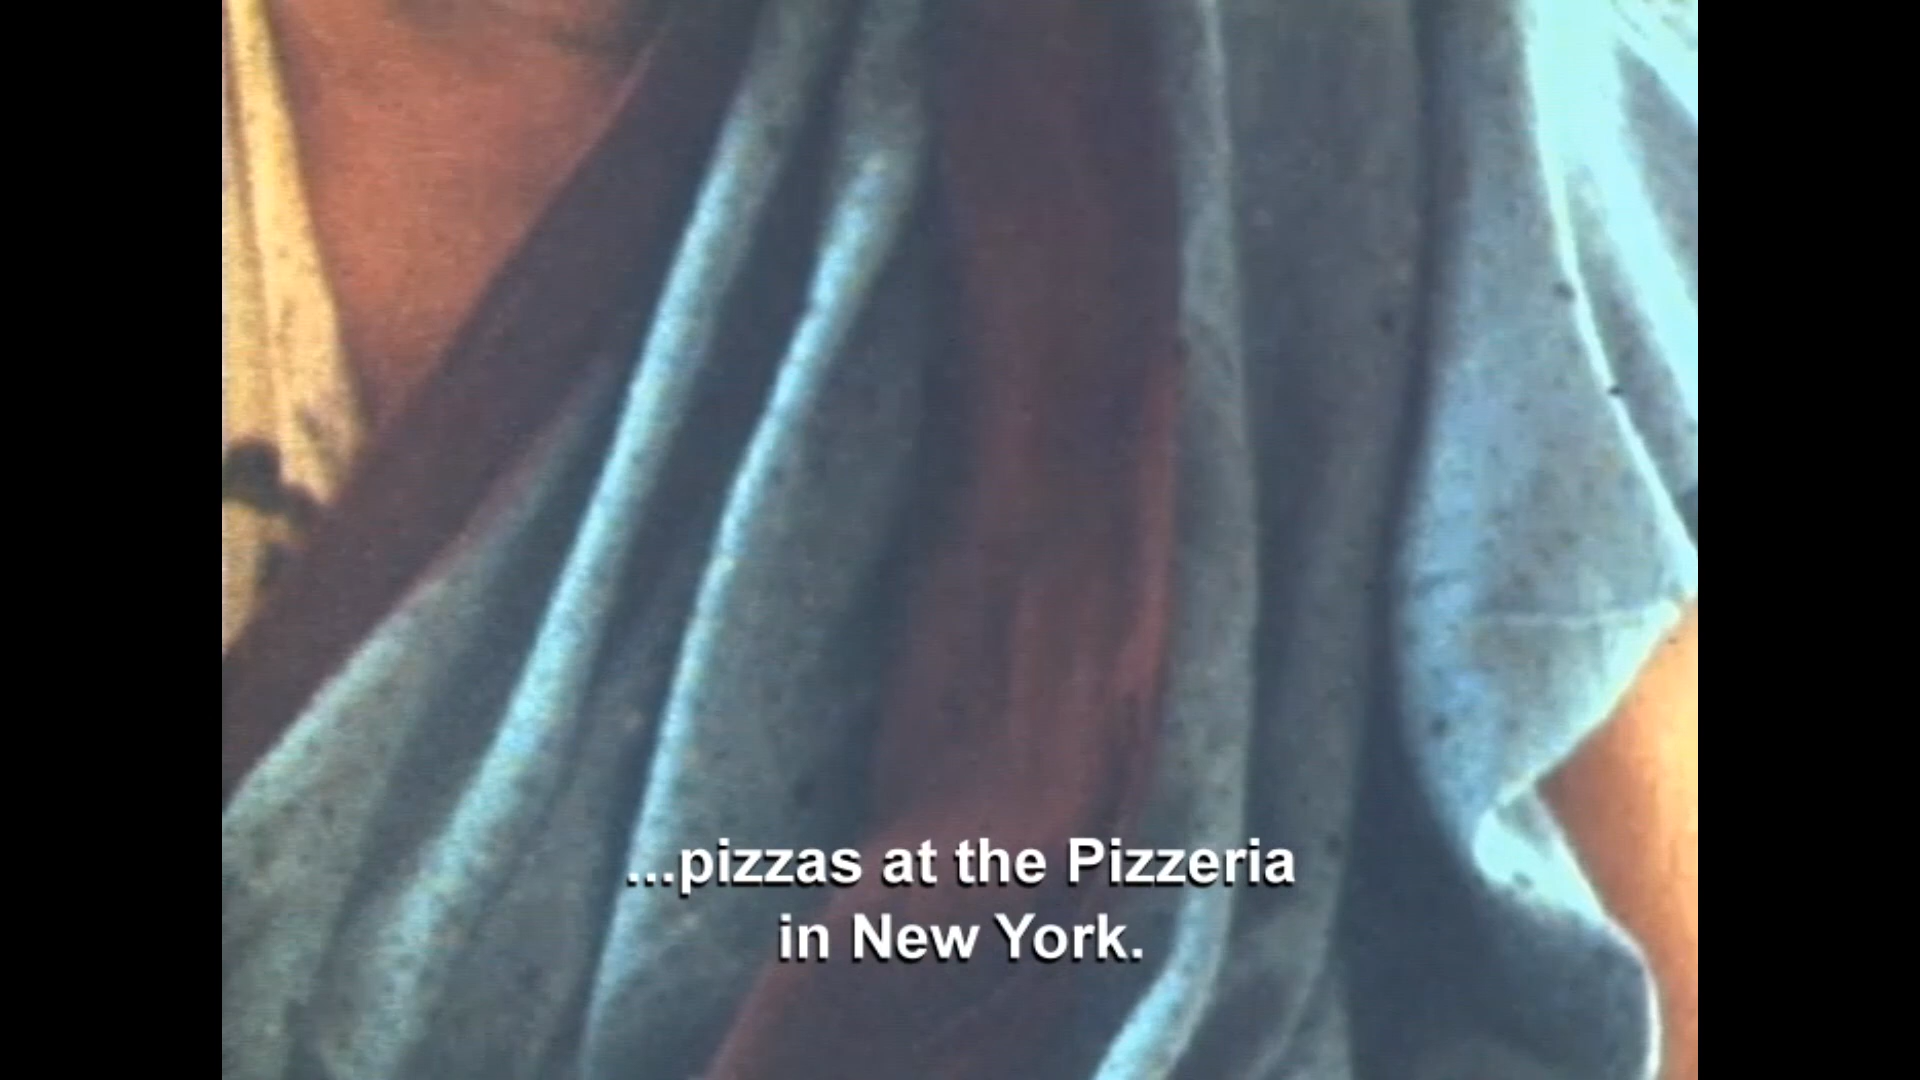 ...pizzas at the Pizzeria
in New York.